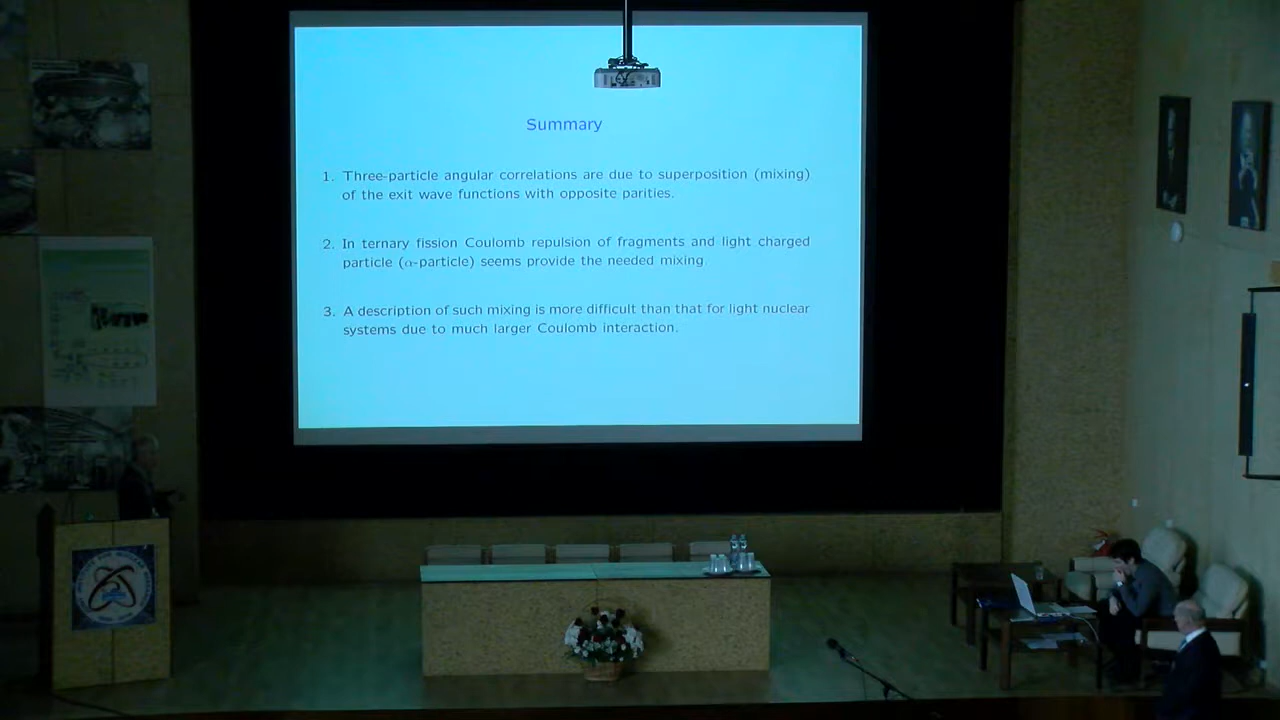 Summary
1. Three-particle angular correlations are due to superposition (mixing)
of the exit wave functions with opposite parities.
2. In ternary fission Coulomb repulsion of fragments and light charged
particle (α-particle) seems provide the needed mixing.
3. A description of such mixing is more difficult than that for light nuclear
systems due to much larger Coulomb interaction.